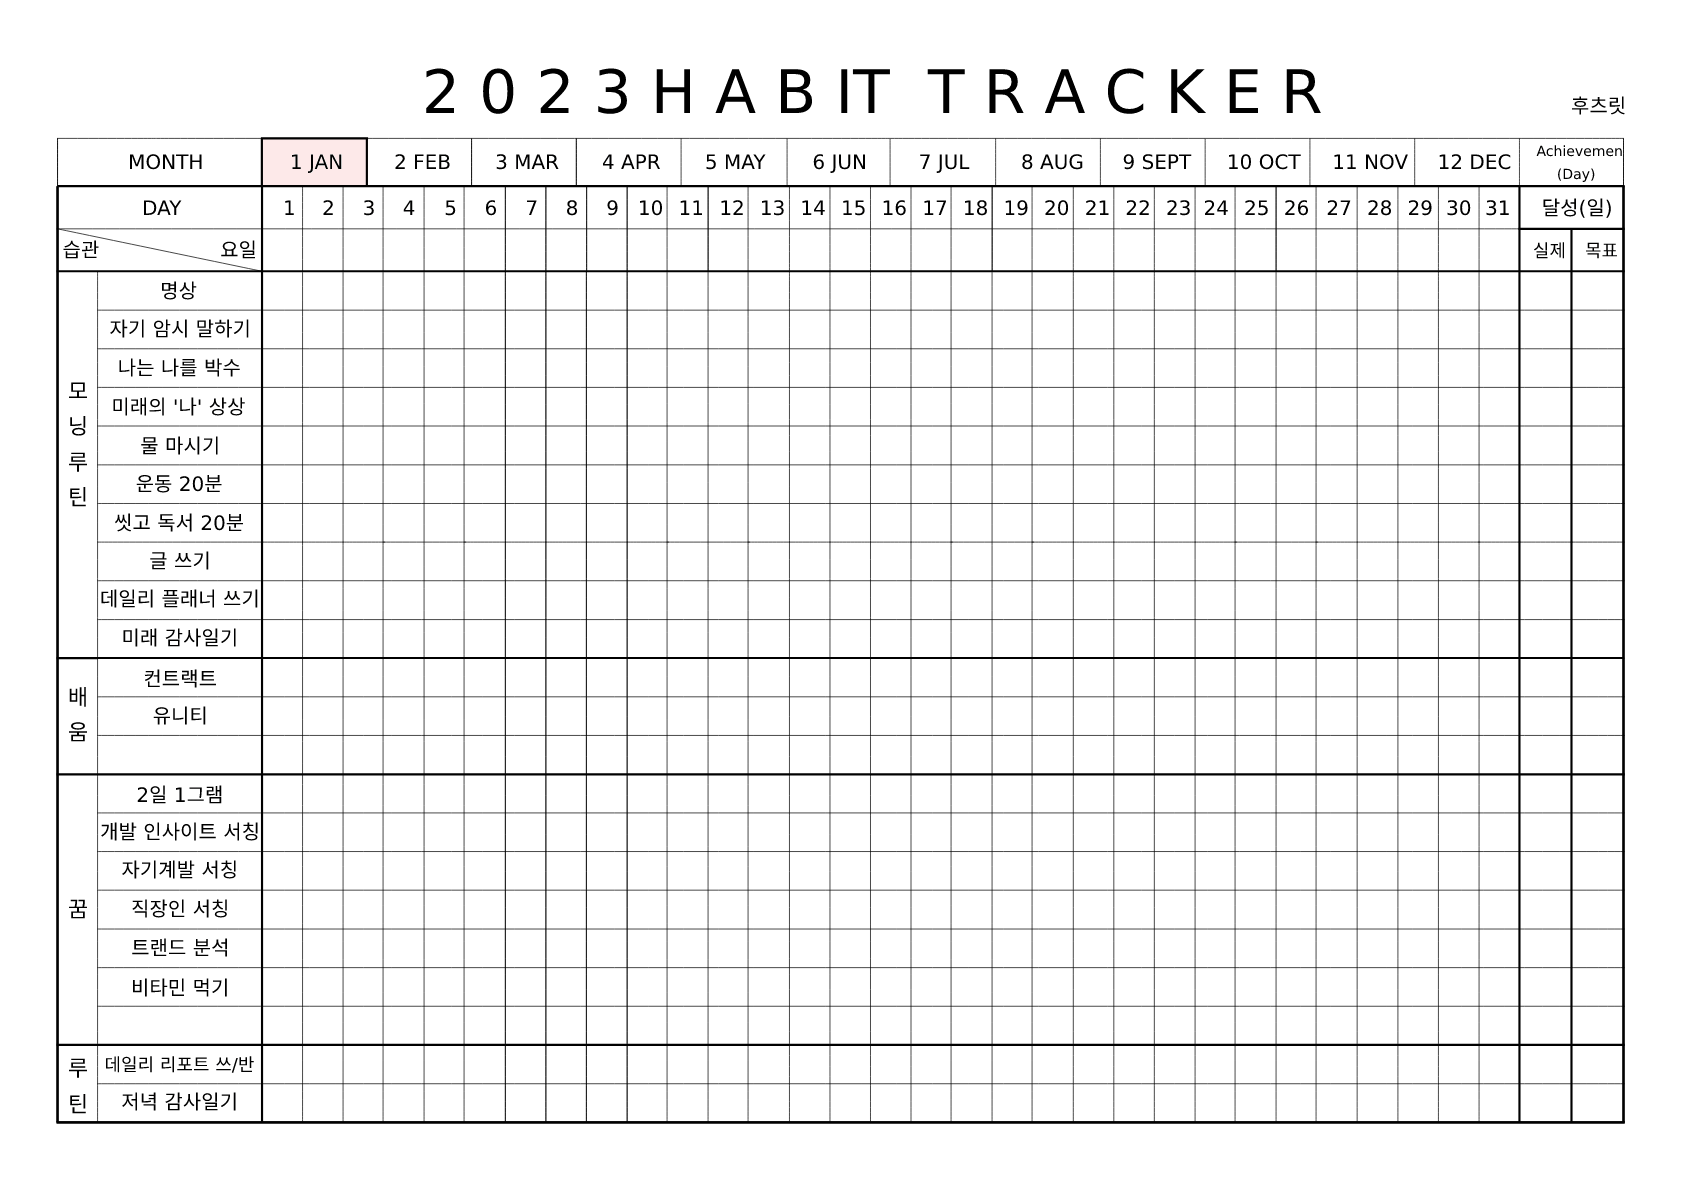 2023HABIT TRACKER
후츠릿
MONTH 1 JAN 2 FEB 3 MAR 4 APR 5 MAY 6 JUN 7 JUL 8 AUG 9 SEPT 10 OCT 11 NOV 12 DEC Achievemen
(Day)
DAY 1 2 3 4 5 6 7 8 9 10 11 12 13 14 15 16 17 18 19 20 21 22 23 24 25 26 27 28 29 30 31 달성(일)
습관 요일 실제 목표
모닝루틴
명상
자기 암시 말하기
나는 나를 박수
미래의 '나' 상상
물 마시기
운동 20분
씻고 독서 20분
글 쓰기
데일리 플래너 쓰기
미래 감사일기
배움
컨트랙트
유니티
꿈
2일 1그램
개발 인사이트 서칭
자기계발 서칭
직장인 서칭
트랜드 분석
비타민 먹기
루틴
데일리 리포트 쓰/반
저녁 감사일기